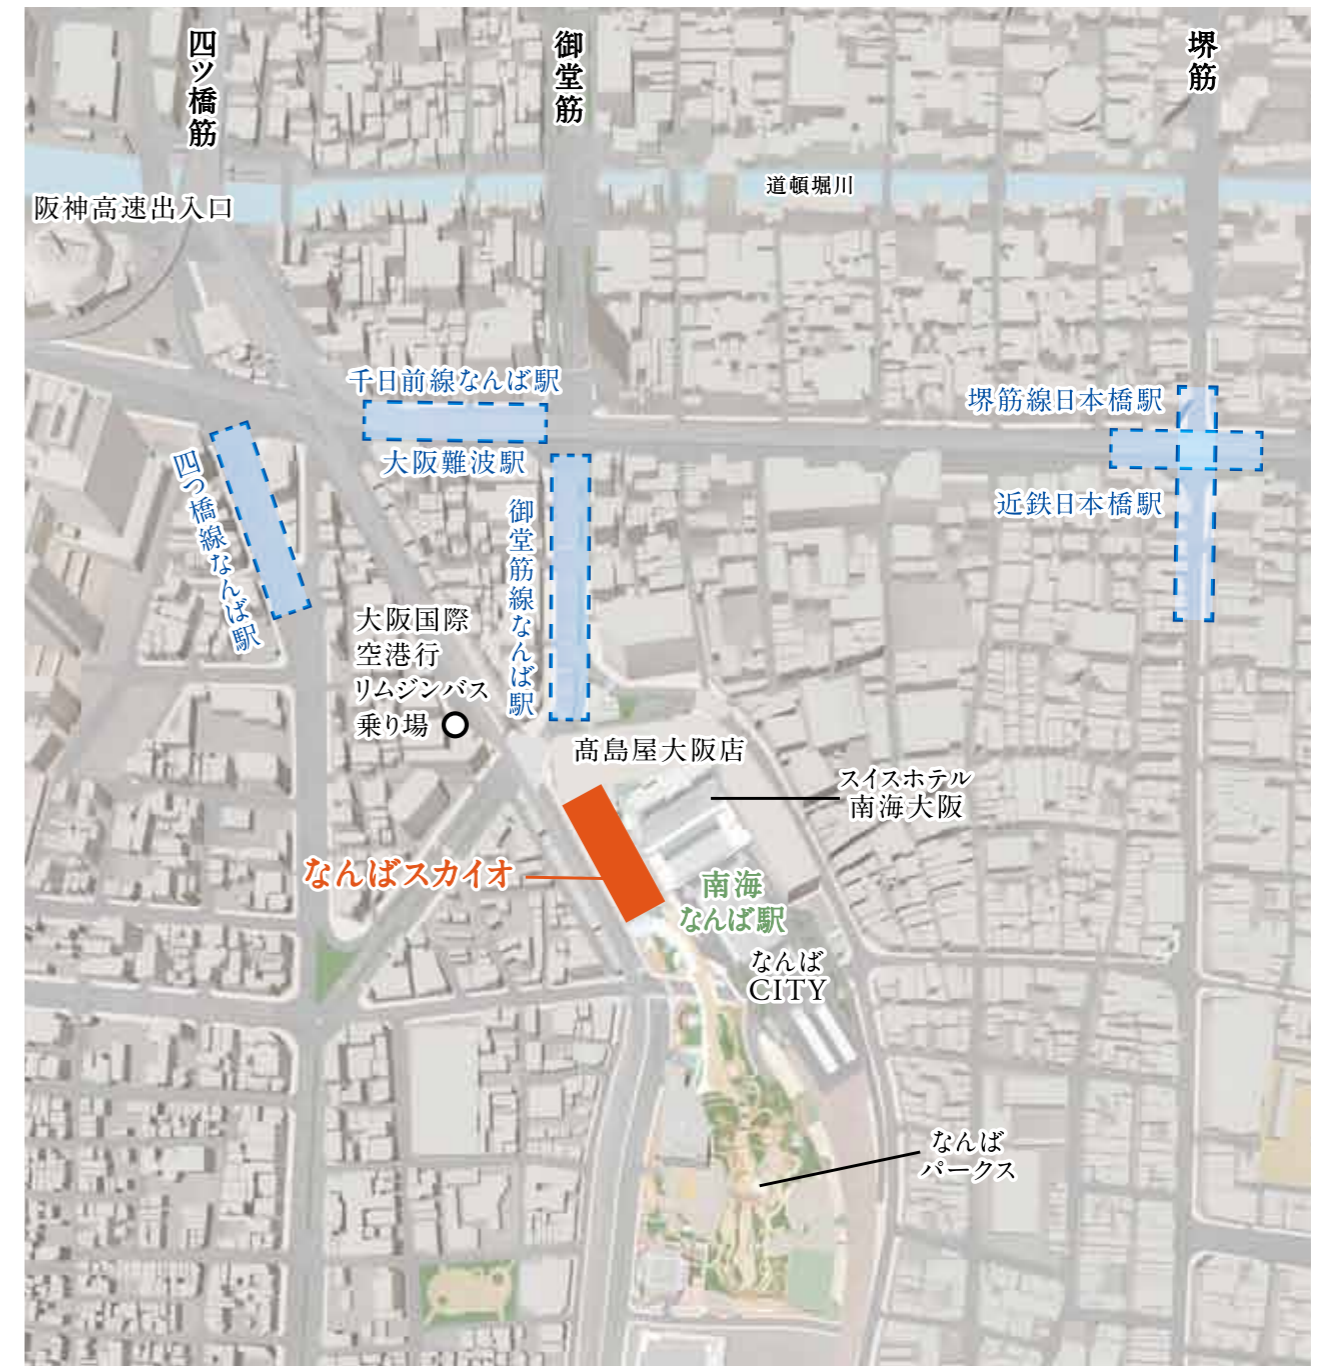 四ツ橋筋
御堂筋
堺筋
道頓堀川
阪神高速出入口
千日前線なんば駅
大阪難波駅
堺筋線日本橋駅
近鉄日本橋駅
四つ橋線なんば駅
御堂筋線なんば駅
大阪国際
空港行
リムジンバス
乗り場
髙島屋大阪店
スイスホテル
南海大阪
なんばスカイオ
南海
なんば駅
なんば
CITY
なんば
パークス